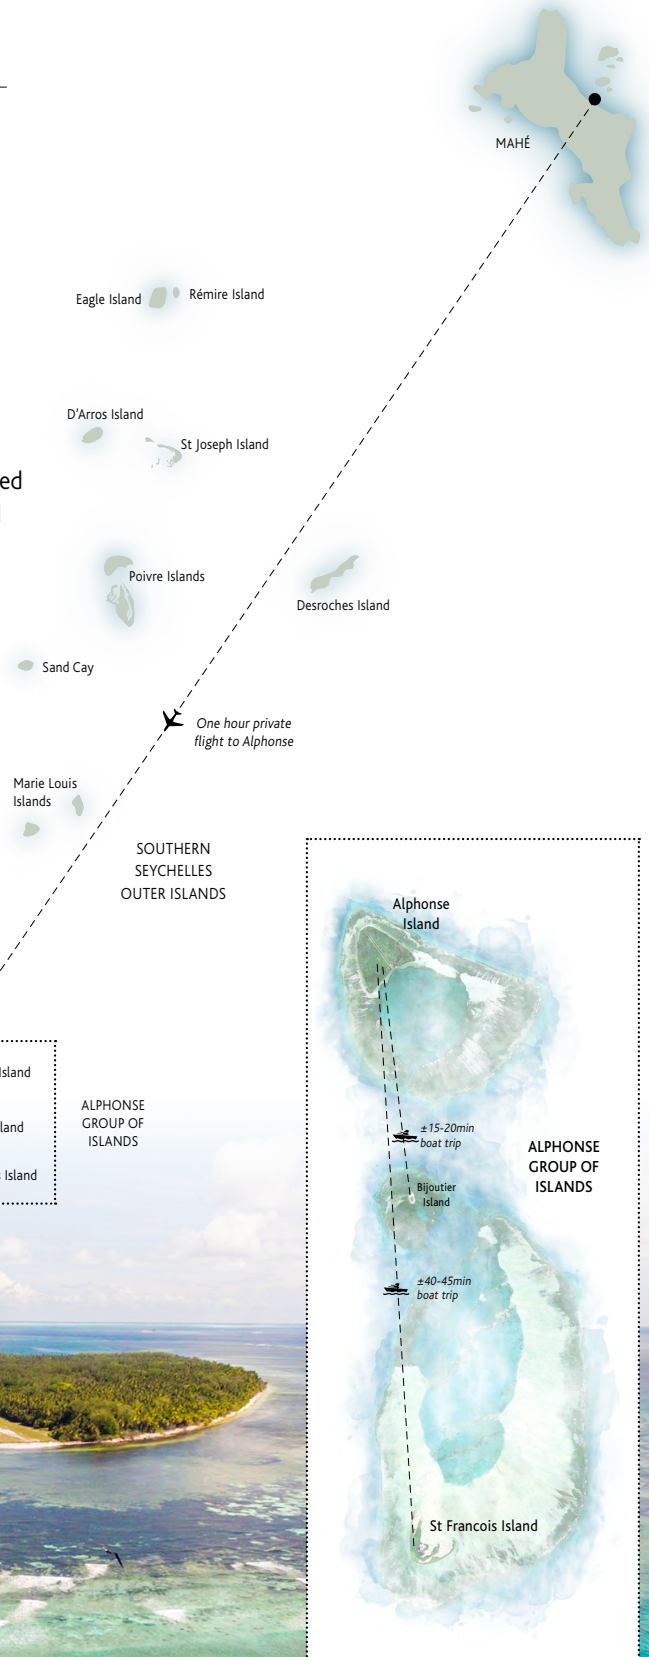 MAHÉ
Eagle Island
Rémire Island
D'Arros Island
St Joseph Island
ed
Poivre Islands
Desroches Island
Sand Cay
One hour private
flight to Alphonse
Marie Louis
Islands
SOUTHERN
SEYCHELLES
OUTER ISLANDS
Alphonse
Island
Island
ALPHONSE
GROUP OF
ISLANDS
land
Island
±15-20min
boat trip
ALPHONSE
GROUP OF
ISLANDS
Bijoutier
Island
±40-45min
boat trip
St Francois Island